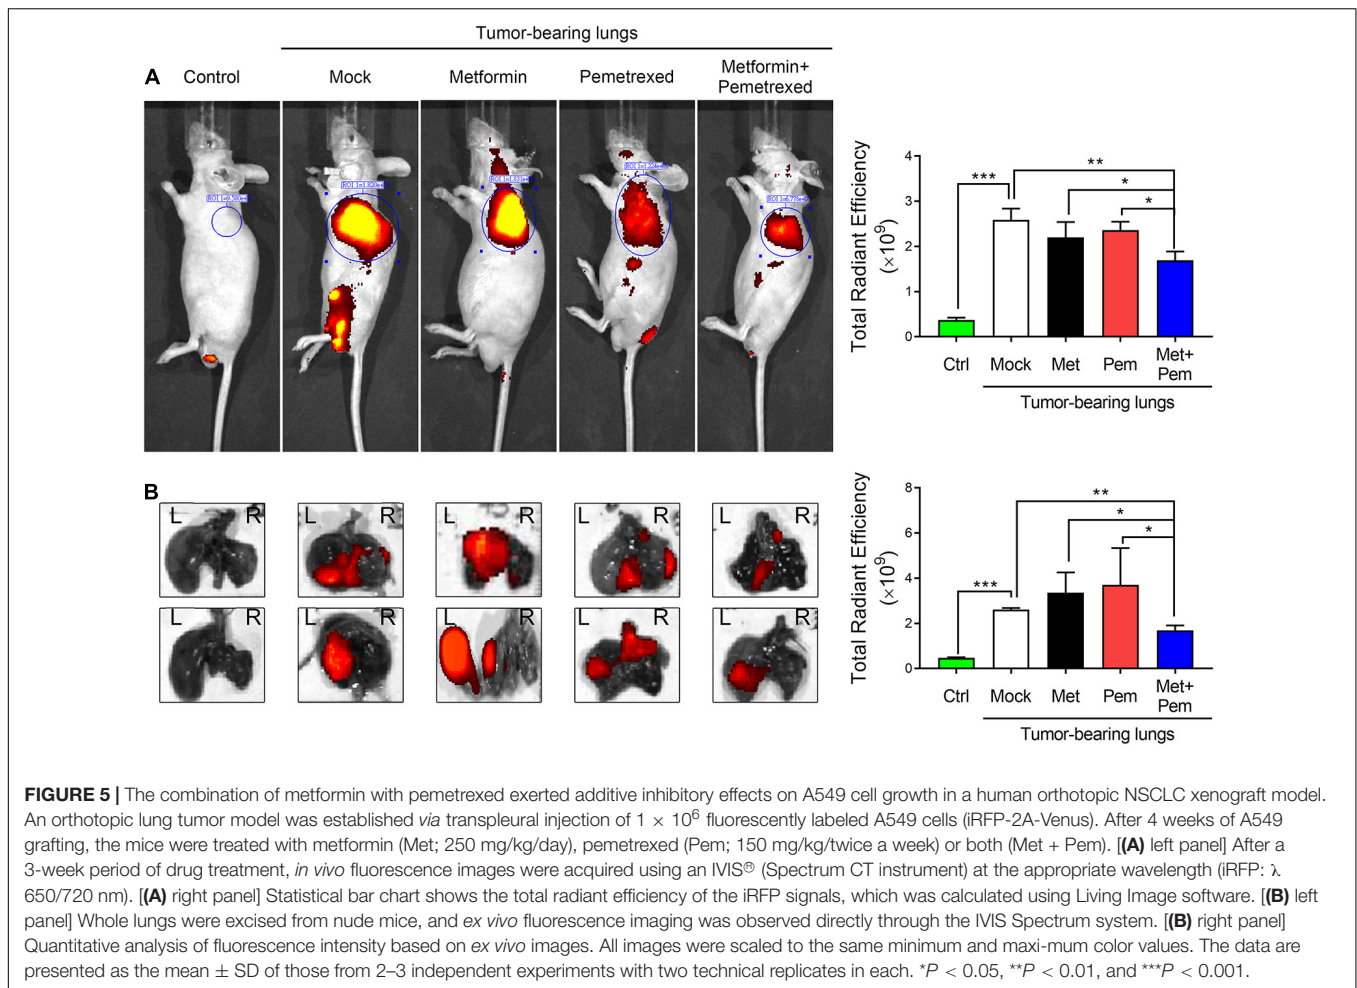 Tumor-bearing lungs
A Control Mock Metformin Pemetrexed Metformin+
Pemetrexed
Total Radiant Efficiency
(×10⁹)
4
3
2
1
0
***
**
*
*
Ctrl Mock Met Pem Met+
Pem
Tumor-bearing lungs
B
L R L R L R L R L R
L R L R L R L R L R
Total Radiant Efficiency
(×10⁹)
8
6
4
2
0
***
**
*
*
Ctrl Mock Met Pem Met+
Pem
Tumor-bearing lungs
FIGURE 5 | The combination of metformin with pemetrexed exerted additive inhibitory effects on A549 cell growth in a human orthotopic NSCLC xenograft model.
An orthotopic lung tumor model was established via transpleural injection of 1 × 10⁶ fluorescently labeled A549 cells (iRFP-2A-Venus). After 4 weeks of A549
grafting, the mice were treated with metformin (Met; 250 mg/kg/day), pemetrexed (Pem; 150 mg/kg/twice a week) or both (Met + Pem). [(A) left panel] After a
3-week period of drug treatment, in vivo fluorescence images were acquired using an IVIS® (Spectrum CT instrument) at the appropriate wavelength (iRFP: λ
650/720 nm). [(A) right panel] Statistical bar chart shows the total radiant efficiency of the iRFP signals, which was calculated using Living Image software. [(B) left
panel] Whole lungs were excised from nude mice, and ex vivo fluorescence imaging was observed directly through the IVIS Spectrum system. [(B) right panel]
Quantitative analysis of fluorescence intensity based on ex vivo images. All images were scaled to the same minimum and maxi-mum color values. The data are
presented as the mean ± SD of those from 2–3 independent experiments with two technical replicates in each. *P < 0.05, **P < 0.01, and ***P < 0.001.